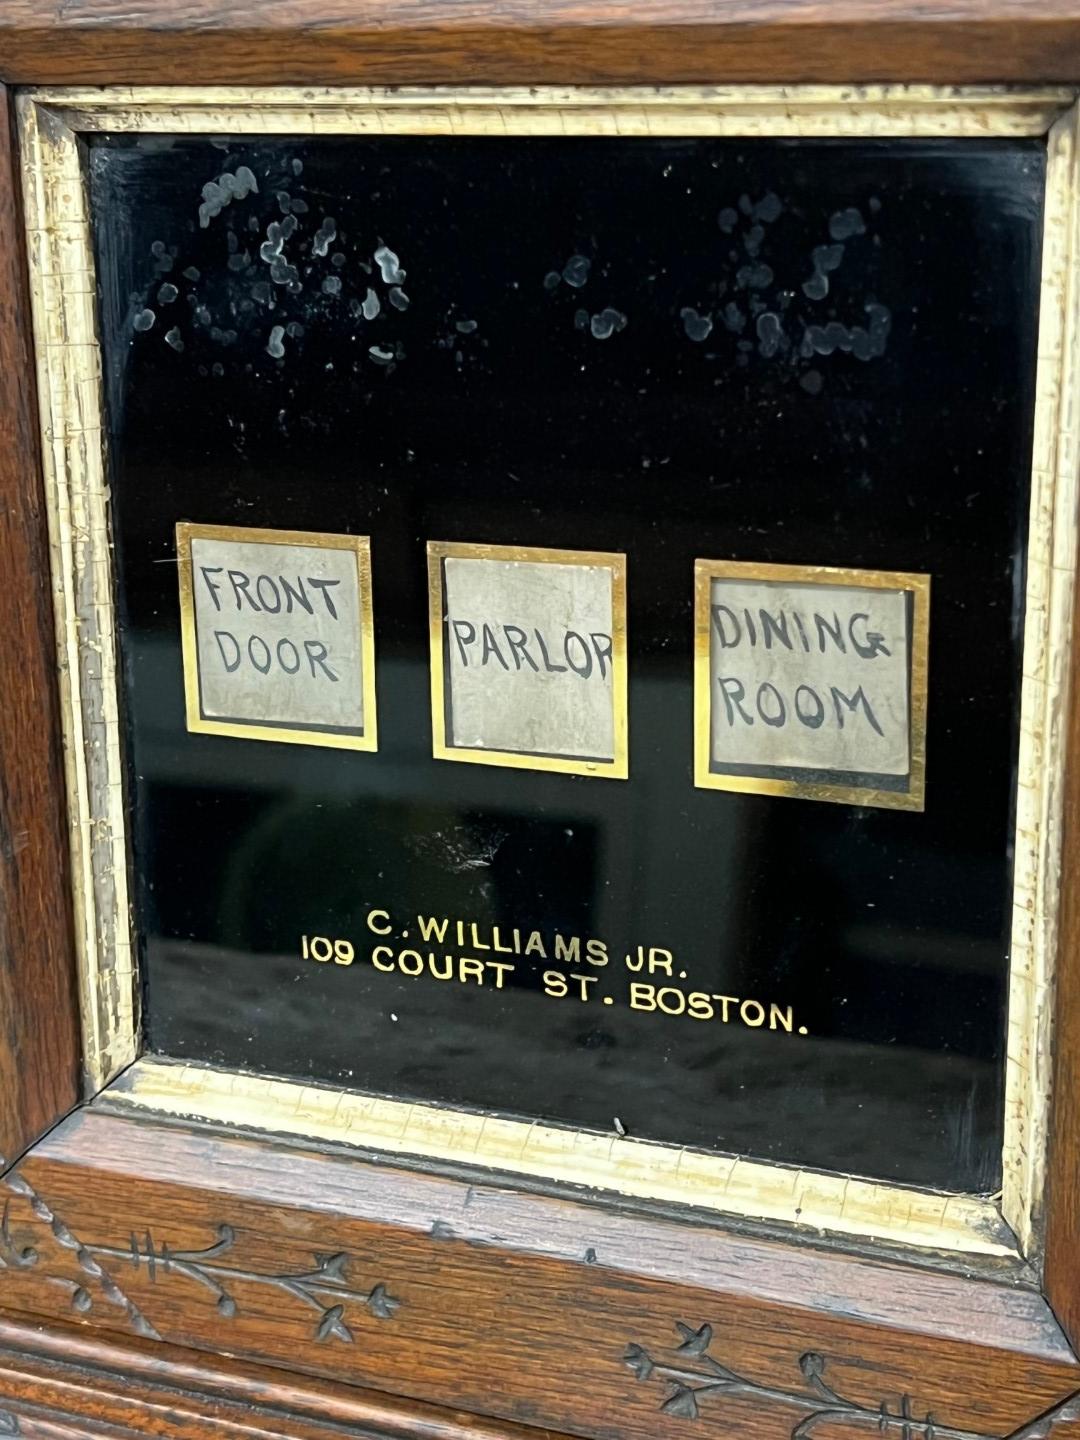 FRONT
DOOR
PARLOR
DINING
ROOM
C. WILLIAMS JR.
109 COURT ST. BOSTON.